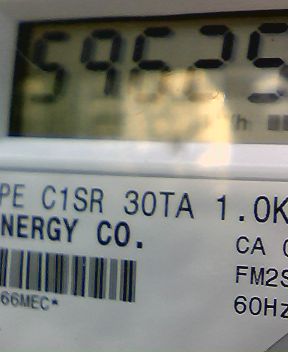 59625
PE C1SR 30TA 1.0K
NERGY CO.
CA
FM2S
66MEC*
60Hz